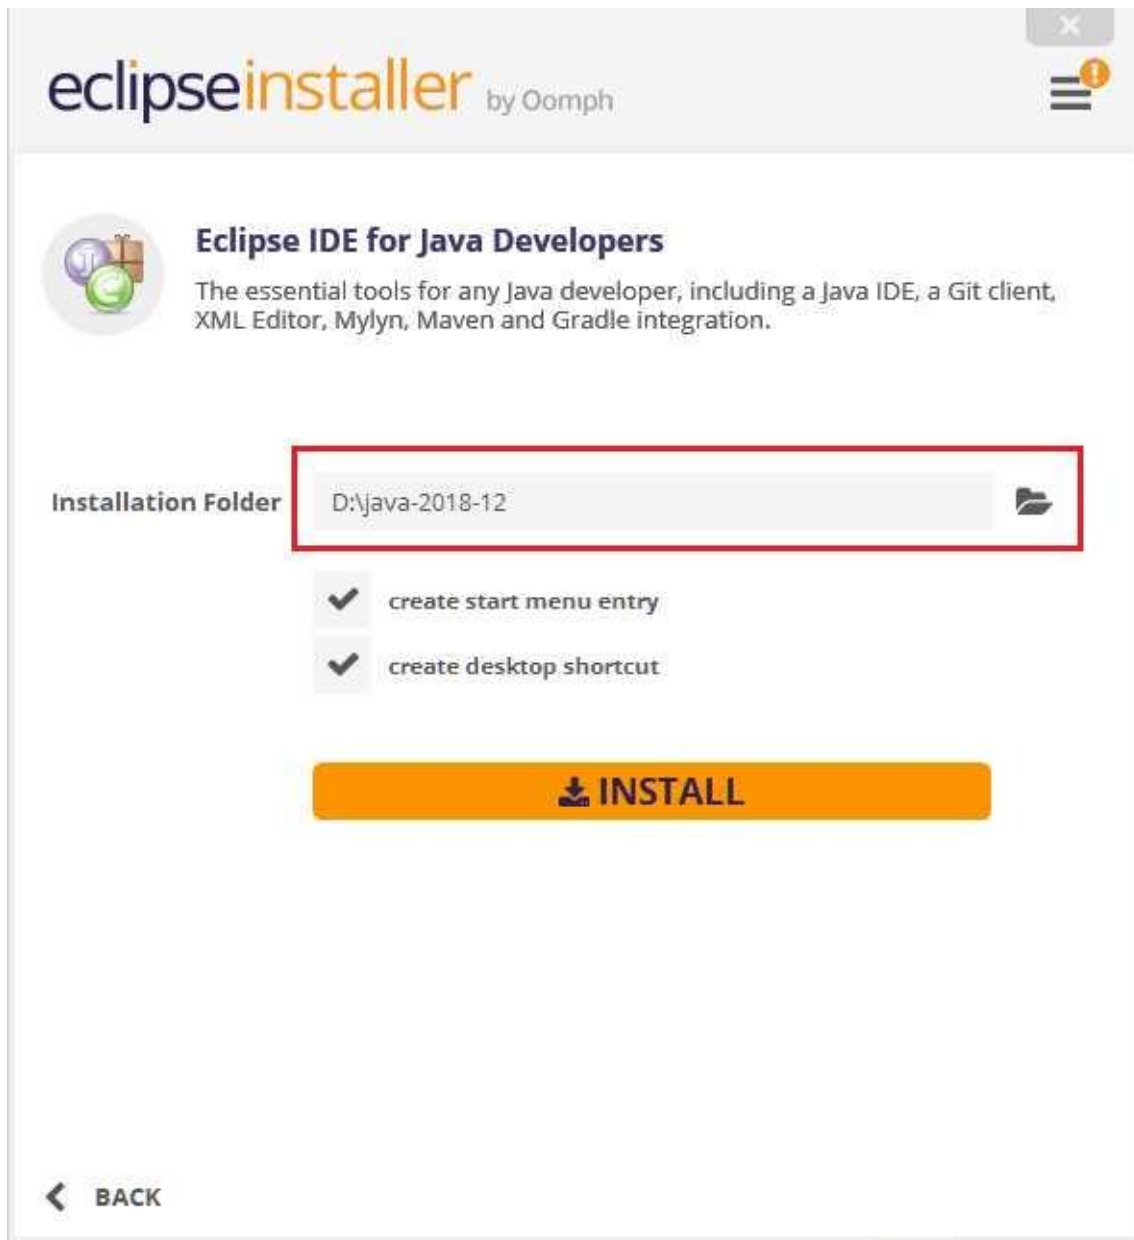 eclipseinstaller by Oomph
Eclipse IDE for Java Developers
The essential tools for any Java developer, including a Java IDE, a Git client,
XML Editor, Mylyn, Maven and Gradle integration.
Installation Folder D:\java-2018-12
create start menu entry
create desktop shortcut
INSTALL
BACK